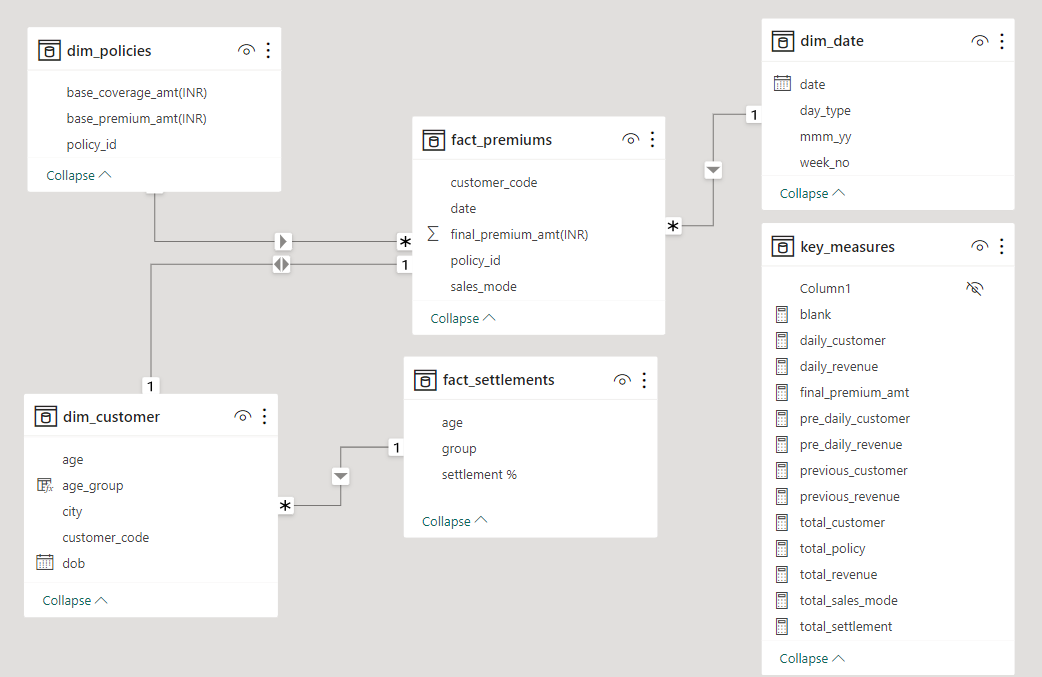 dim_policies
base_coverage_amt(INR)
base_premium_amt(INR)
policy_id
Collapse
fact_premiums
customer_code
date
final_premium_amt(INR)
policy_id
sales_mode
Collapse
dim_date
date
day_type
mmm_yy
week_no
Collapse
1
*
*
1
1
dim_customer
age
age_group
city
customer_code
dob
Collapse
fact_settlements
age
group
settlement %
Collapse
1
*
key_measures
Column1
blank
daily_customer
daily_revenue
final_premium_amt
pre_daily_customer
pre_daily_revenue
previous_customer
previous_revenue
total_customer
total_policy
total_revenue
total_sales_mode
total_settlement
Collapse